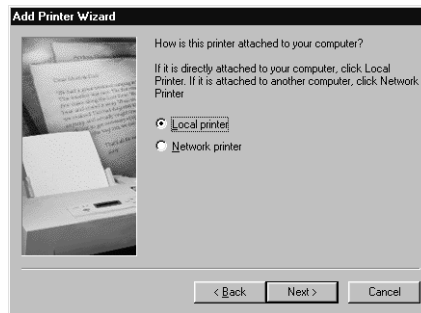 Add Printer Wizard
How is this printer attached to your computer?
If it is directly attached to your computer, click Local
Printer. If it is attached to another computer, click Network
Printer
Local printer
Network printer
< Back
Next >
Cancel